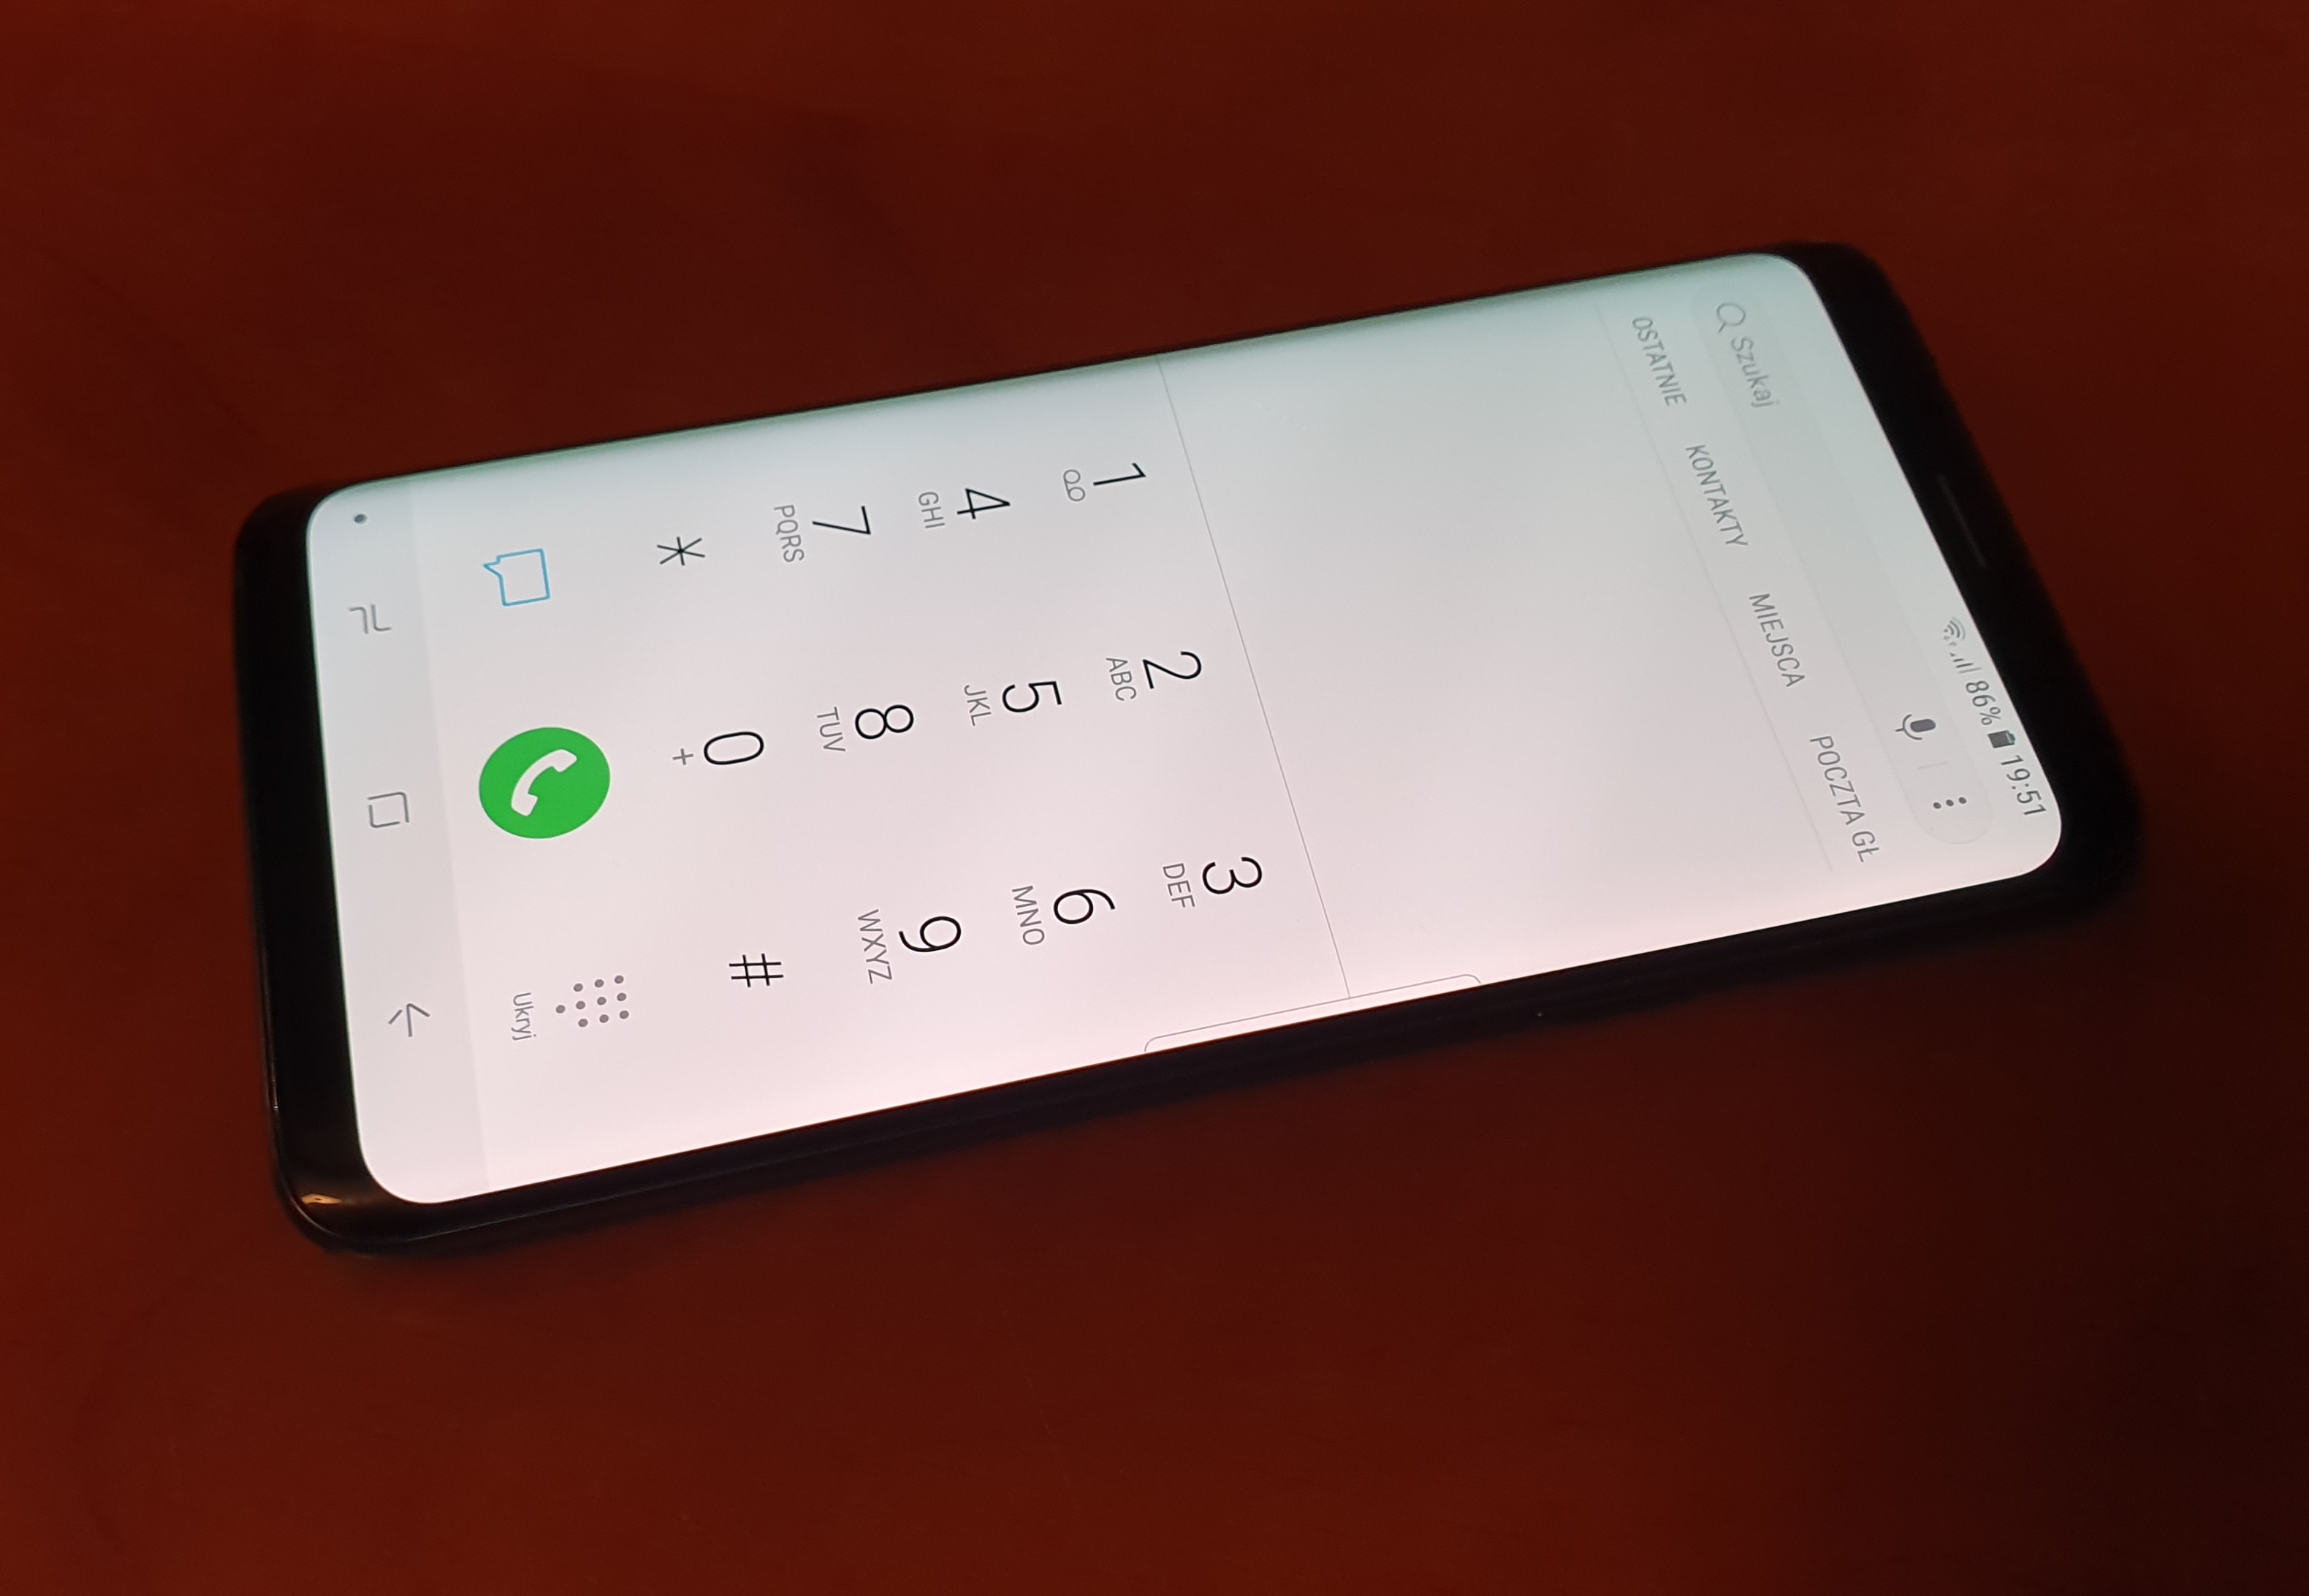 86% 19:51
Szukaj
OSTATNIE KONTAKTY MIEJSCA POCZTA GŁ
1 2 3
ABC DEF
4 5 6
GHI JKL MNO
7 8 9
PQRS TUV WXYZ
* 0 #
+
Ukryj